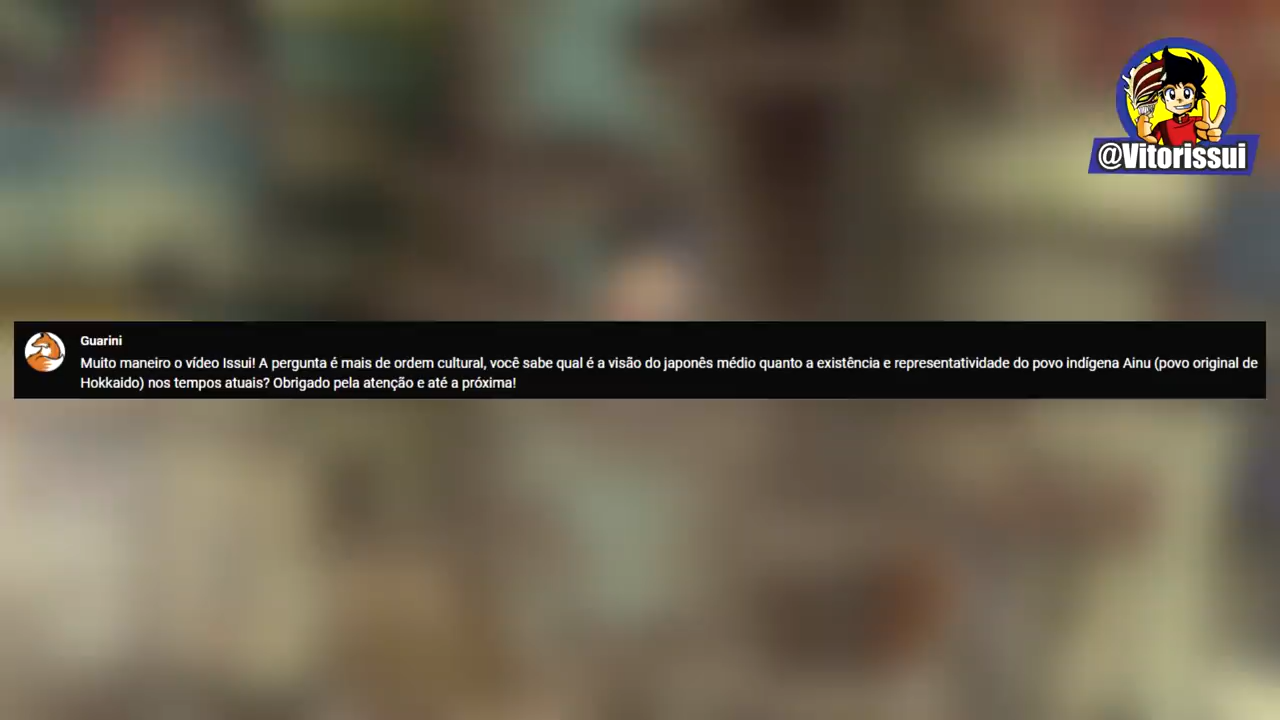 @Vitorissui
Guarini
Muito maneiro o vídeo Issui! A pergunta é mais de ordem cultural, você sabe qual é a visão do japonês médio quanto a existência e representatividade do povo indígena Ainu (povo original de
Hokkaido) nos tempos atuais? Obrigado pela atenção e até a próxima!